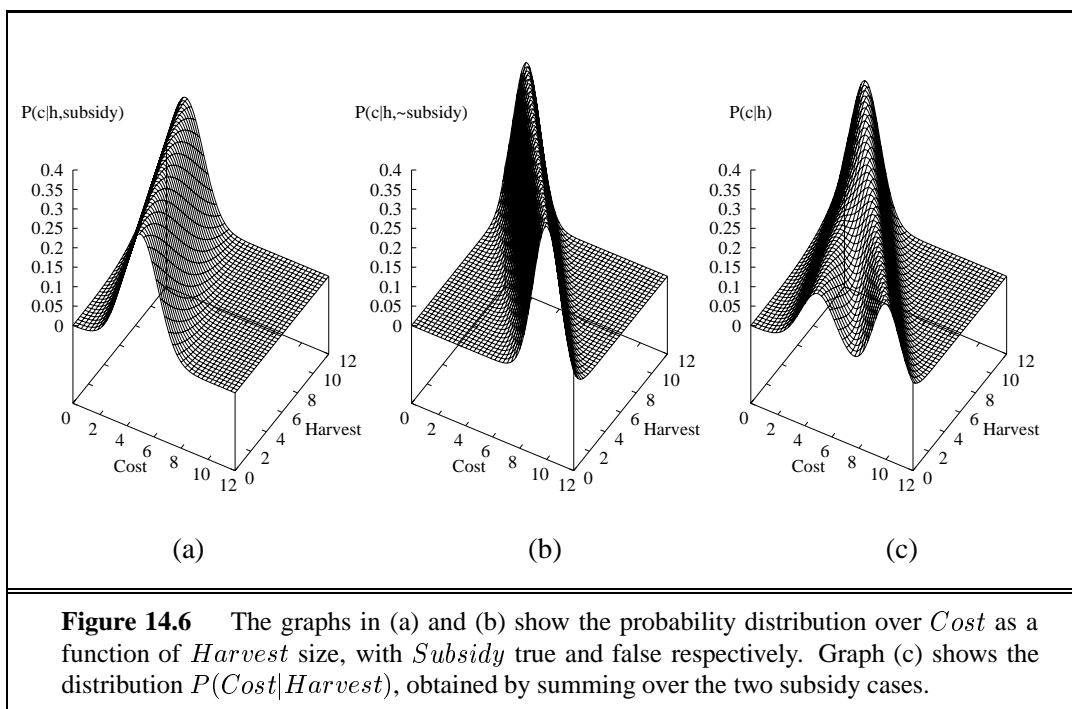 P(c|h,subsidy)
0.4
0.35
0.3
0.25
0.2
0.15
0.1
0.05
0
0 2 4 6 8 10 12
Cost
0 2 4 6 8 10 12
Harvest
(a)
P(c|h,~subsidy)
0.4
0.35
0.3
0.25
0.2
0.15
0.1
0.05
0
0 2 4 6 8 10 12
Cost
0 2 4 6 8 10 12
Harvest
(b)
P(c|h)
0.4
0.35
0.3
0.25
0.2
0.15
0.1
0.05
0
0 2 4 6 8 10 12
Cost
0 2 4 6 8 10 12
Harvest
(c)
Figure 14.6 The graphs in (a) and (b) show the probability distribution over Cost as a
function of Harvest size, with Subsidy true and false respectively. Graph (c) shows the
distribution P(Cost|Harvest), obtained by summing over the two subsidy cases.